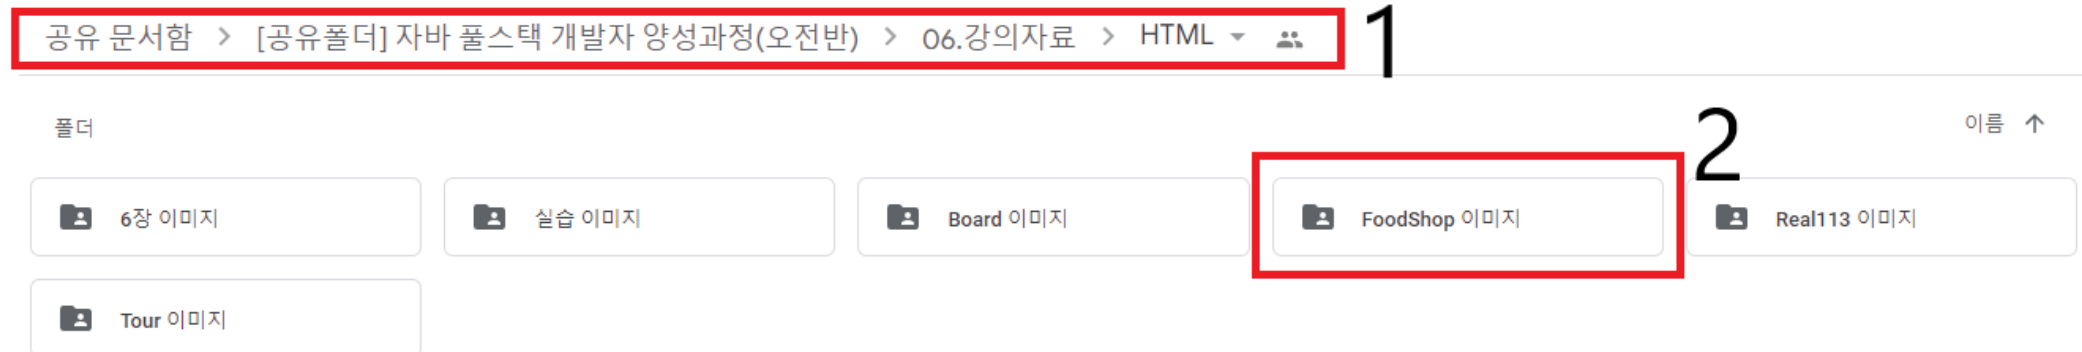 공유 문서함 > [공유폴더] 자바 풀스택 개발자 양성과정(오전반) > 06.강의자료 > HTML
1
폴더
이름
2
6장 이미지
실습 이미지
Board 이미지
FoodShop 이미지
Real113 이미지
Tour 이미지